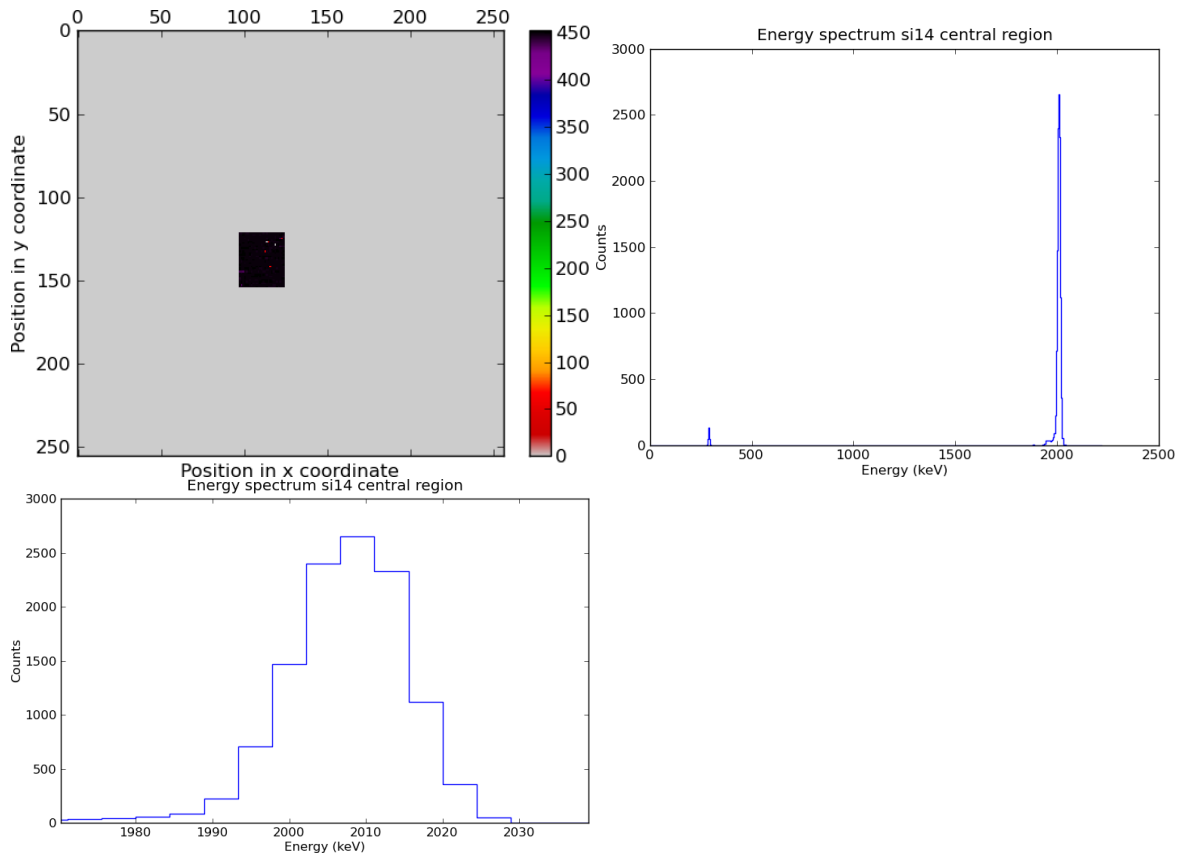 0 50 100 150 200 250
0
50
100
150
200
250
Position in y coordinate
Position in x coordinate
450
400
350
300
250
200
150
100
50
0
Energy spectrum si14 central region
3000
2500
2000
1500
1000
500
0
Counts
0 500 1000 1500 2000 2500
Energy (keV)
Energy spectrum si14 central region
3000
2500
2000
1500
1000
500
0
Counts
1980 1990 2000 2010 2020 2030
Energy (keV)